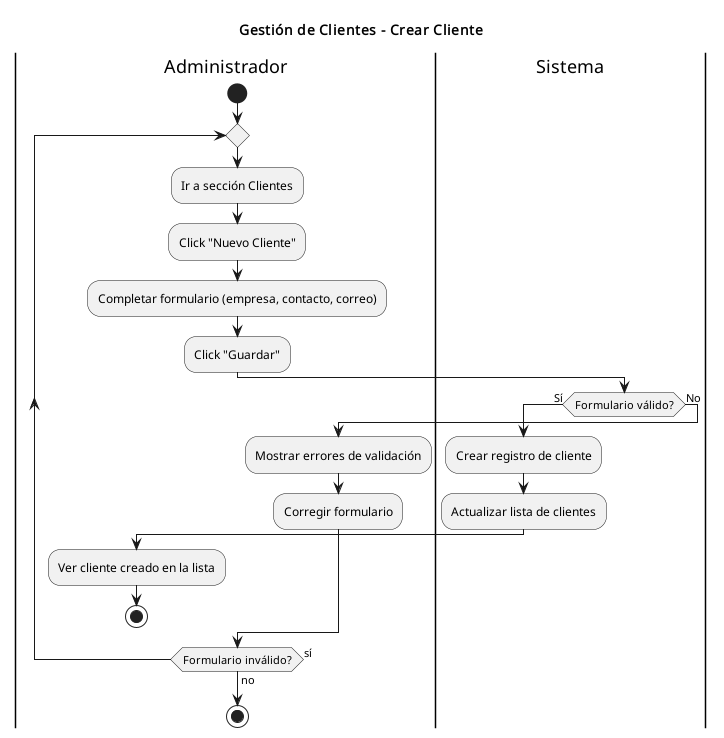 Gestión de Clientes - Crear Cliente
Administrador
Sistema
Ir a sección Clientes
Click "Nuevo Cliente"
Completar formulario (empresa, contacto, correo)
Click "Guardar"
Sí
Formulario válido?
No
Mostrar errores de validación
Crear registro de cliente
Corregir formulario
Actualizar lista de clientes
Ver cliente creado en la lista
Formulario inválido?
sí
no